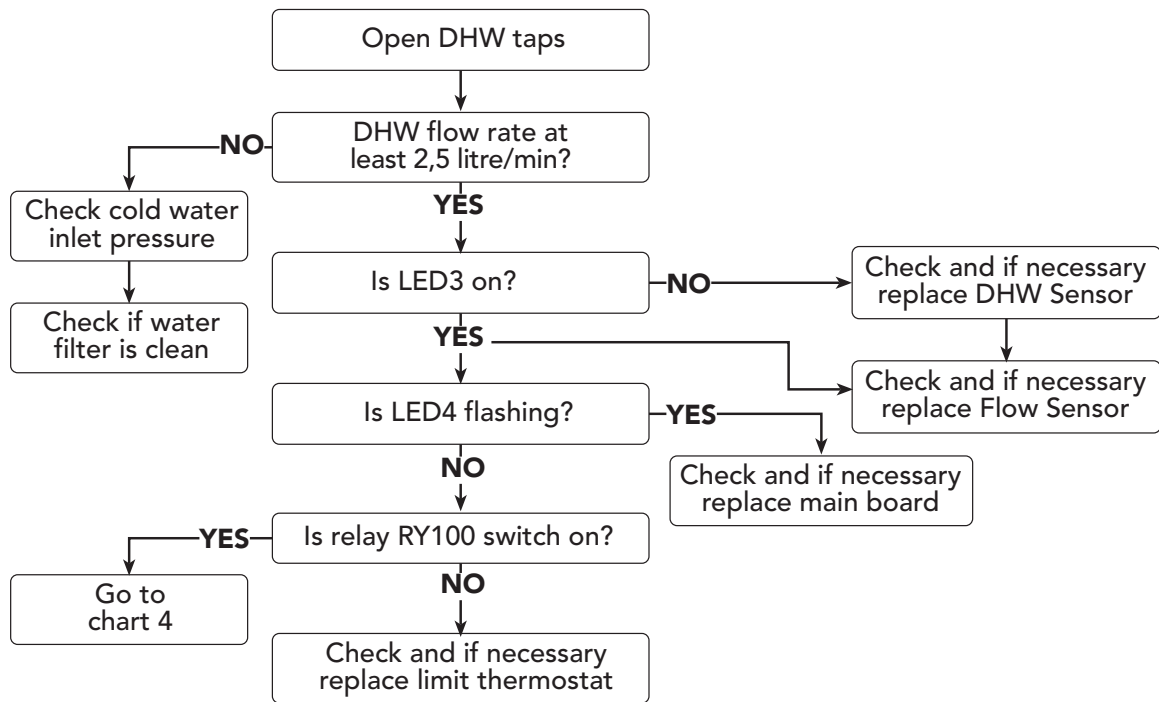 Open DHW taps
DHW flow rate at
least 2,5 litre/min?
NO
YES
Check cold water
inlet pressure
Check if water
filter is clean
Is LED3 on?
NO
Check and if necessary
replace DHW Sensor
YES
Check and if necessary
replace Flow Sensor
Is LED4 flashing?
YES
Check and if necessary
replace main board
NO
Is relay RY100 switch on?
YES
Go to
chart 4
NO
Check and if necessary
replace limit thermostat